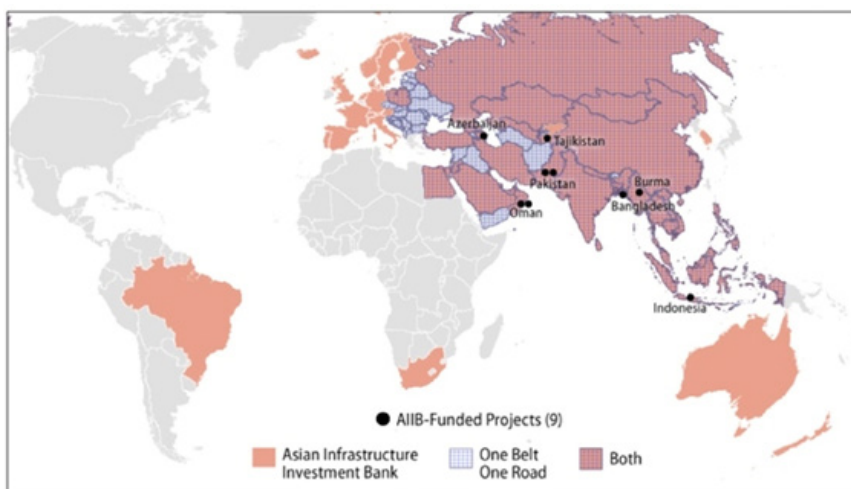 Azerbaijan
Tajikistan
Pakistan
Burma
Bangladesh
Oman
Indonesia
AIIB-Funded Projects (9)
Asian Infrastructure
Investment Bank
One Belt
One Road
Both